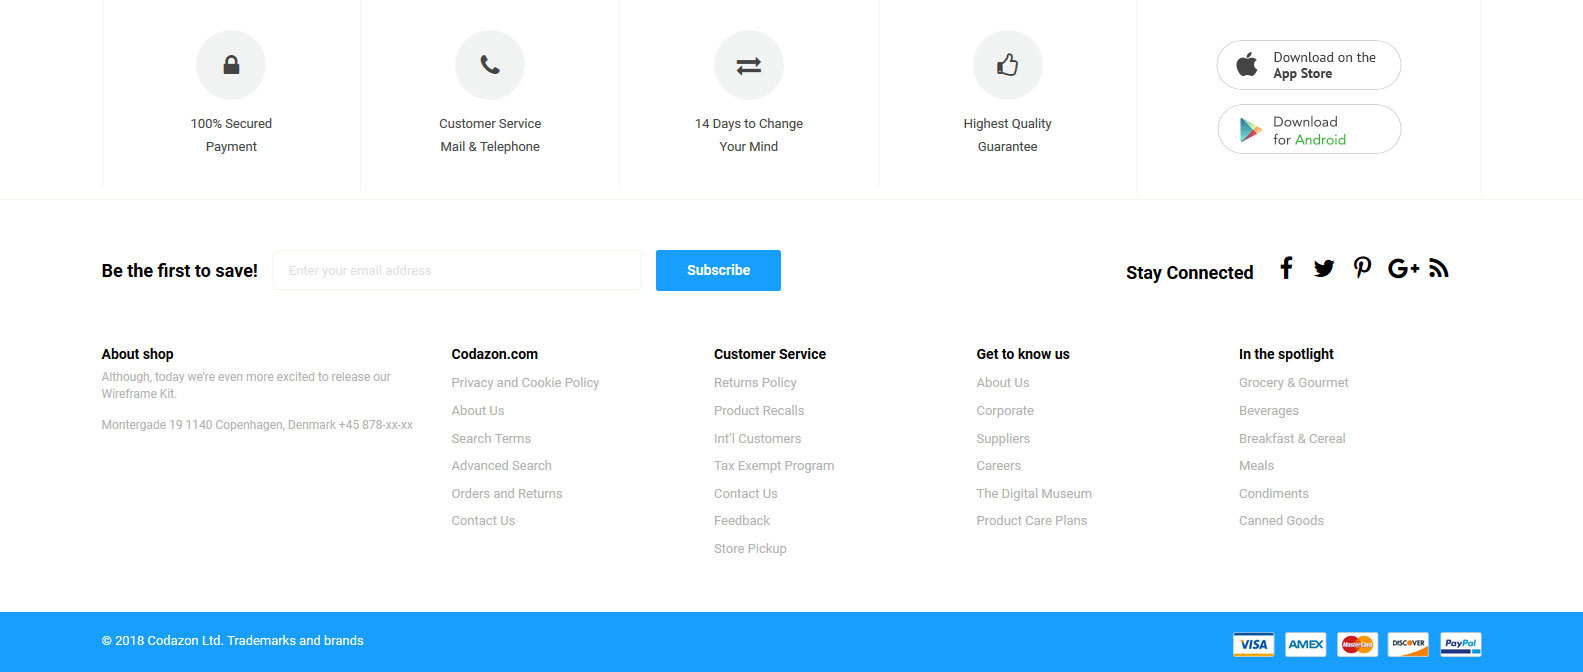 100% Secured
Payment
Customer Service
Mail & Telephone
14 Days to Change
Your Mind
Highest Quality
Guarantee
Download on the
App Store
Download
for Android
Be the first to save!
Enter your email address
Subscribe
Stay Connected
About shop
Although, today we're even more excited to release our
Wireframe Kit.
Montergade 19 1140 Copenhagen, Denmark +45 878-xx-xx
Codazon.com
Privacy and Cookie Policy
About Us
Search Terms
Advanced Search
Orders and Returns
Contact Us
Customer Service
Returns Policy
Product Recalls
Int'l Customers
Tax Exempt Program
Contact Us
Feedback
Store Pickup
Get to know us
About Us
Corporate
Suppliers
Careers
The Digital Museum
Product Care Plans
In the spotlight
Grocery & Gourmet
Beverages
Breakfast & Cereal
Meals
Condiments
Canned Goods
© 2018 Codazon Ltd. Trademarks and brands
VISA
AMEX
MasterCard
DISCOVER
PayPal